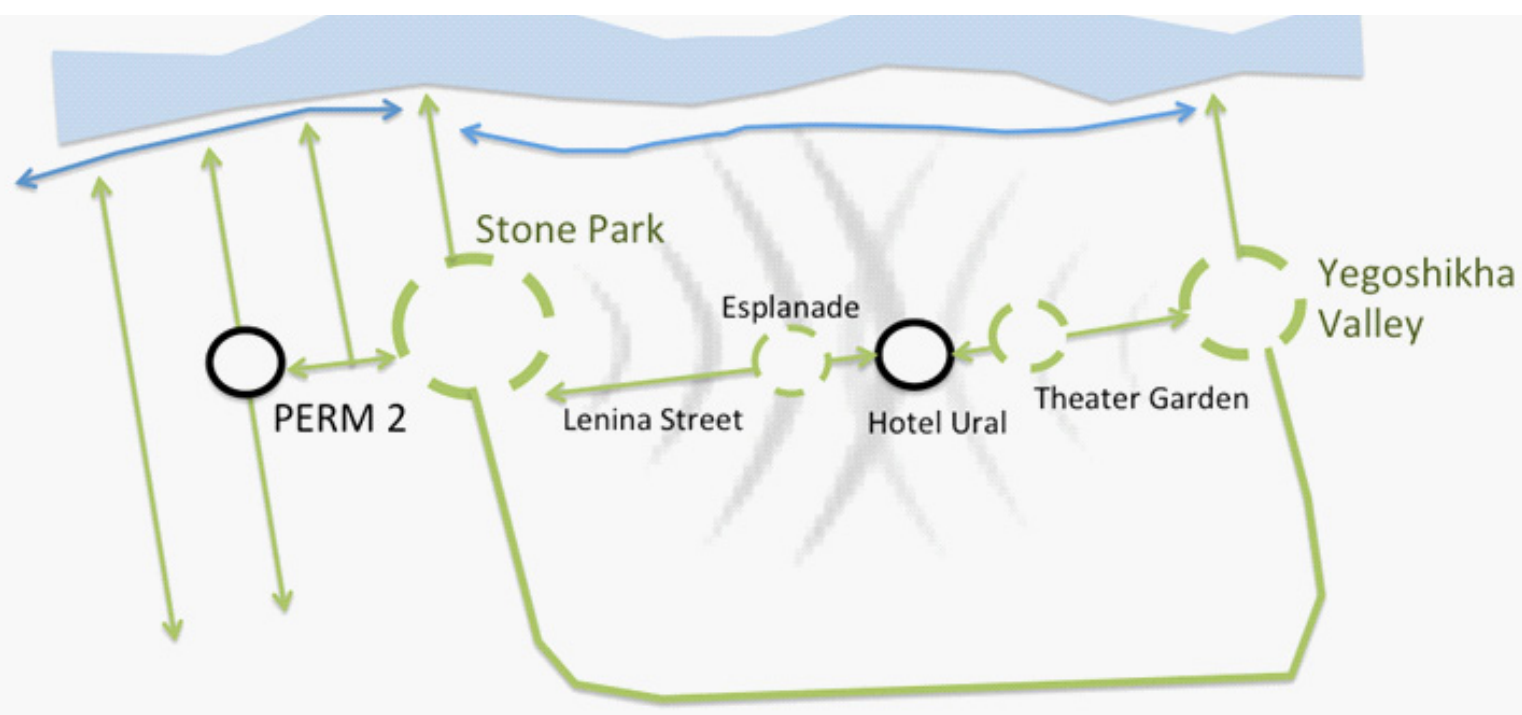 Stone Park
Yegoshikha
Valley
Esplanade
PERM 2
Lenina Street
Hotel Ural
Theater Garden